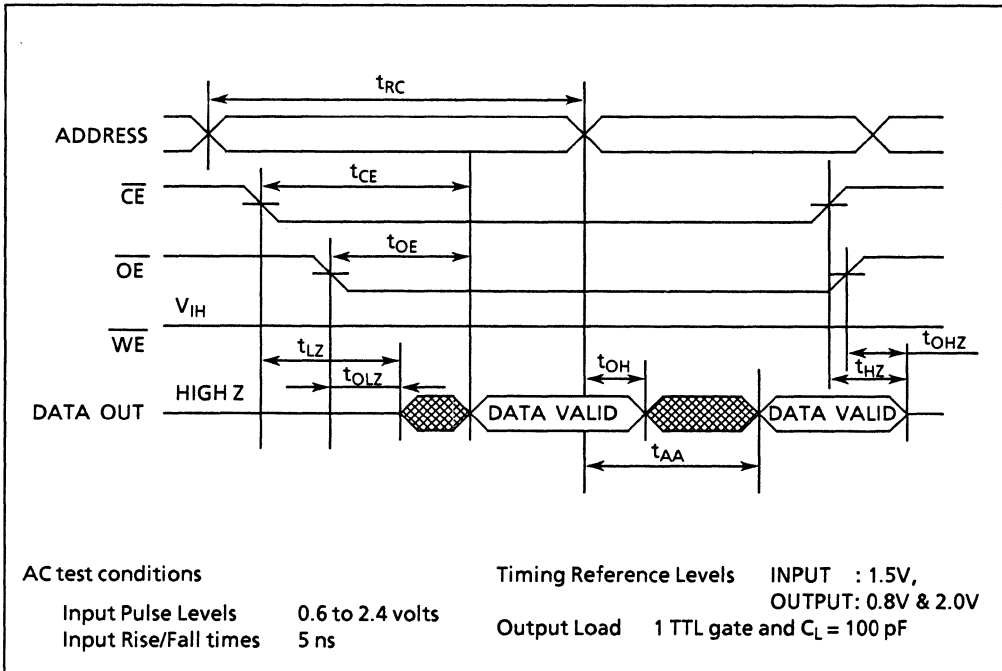 tRC
ADDRESS
tCE
CE
tOE
OE
VIH
WE
tLZ
tOH
tOHZ
tHZ
tOLZ
HIGH Z
DATA OUT
DATA VALID
DATA VALID
tAA
AC test conditions
Input Pulse Levels 0.6 to 2.4 volts
Input Rise/Fall times 5 ns
Timing Reference Levels INPUT : 1.5V,
OUTPUT: 0.8V & 2.0V
Output Load 1 TTL gate and CL = 100 pF